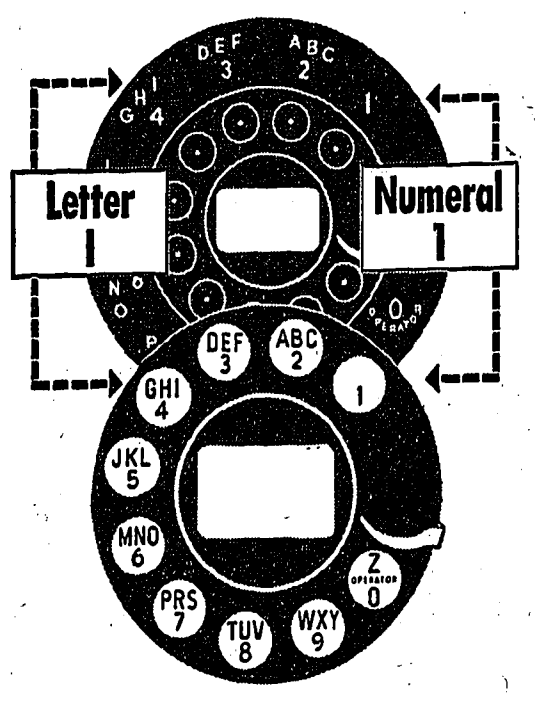 DEF
3
ABC
2
GHI
4
1
Letter
I
Numeral
1
N
O
P
0
OPERATOR
DEF
3
ABC
2
1
GHI
4
JKL
5
MNO
6
PRS
7
TUV
8
WXY
9
Z
OPERATOR
0